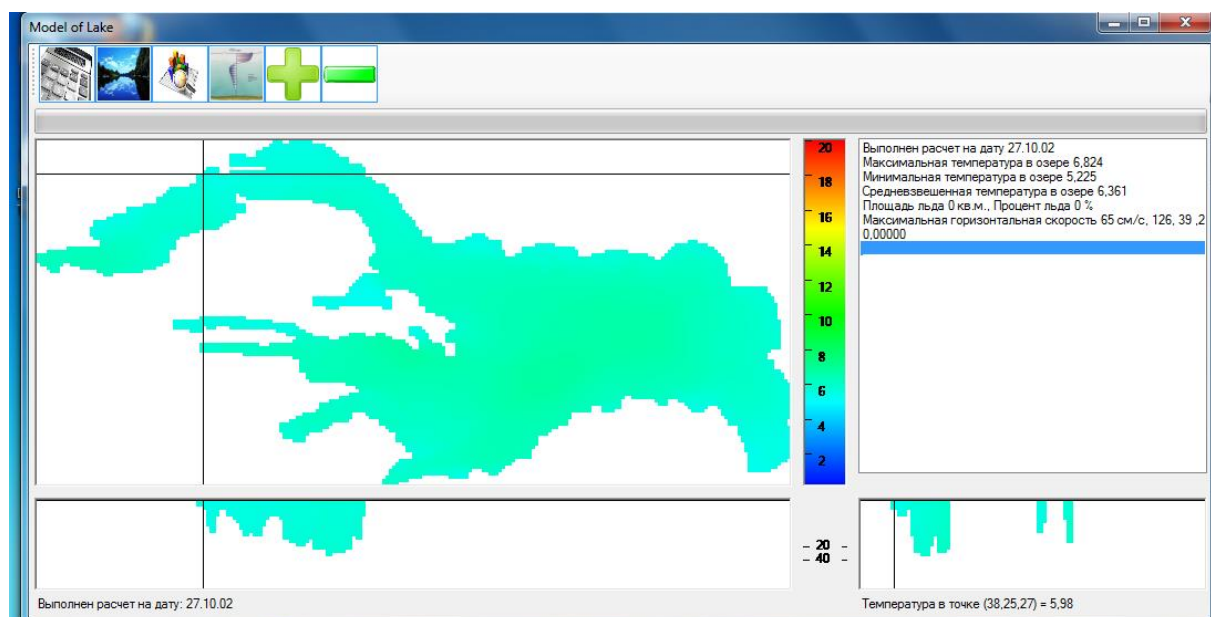 Model of Lake
20
18
16
14
12
10
8
6
4
2
Выполнен расчет на дату 27.10.02
Максимальная температура в озере 6,824
Минимальная температура в озере 5,225
Средневзвешенная температура в озере 6,361
Площадь льда 0 кв.м., Процент льда 0 %
Максимальная горизонтальная скорость 65 см/с, 126, 39 ,2
0,00000
– 20 –
– 40 –
Выполнен расчет на дату: 27.10.02
Температура в точке (38,25,27) = 5,98